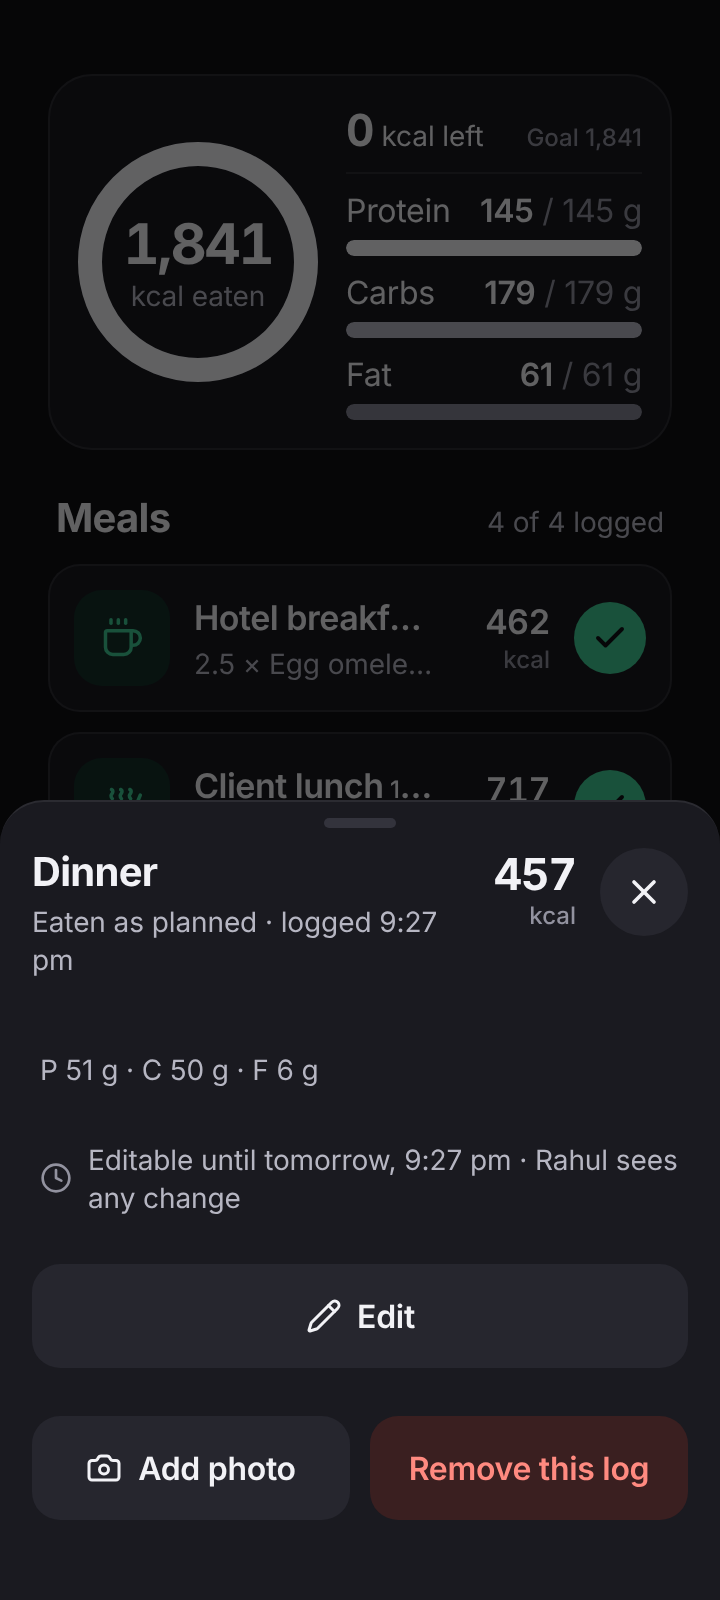 0 kcal left Goal 1,841
1,841
kcal eaten
Protein 145 / 145 g
Carbs 179 / 179 g
Fat 61 / 61 g
Meals 4 of 4 logged
Hotel breakf... 462
2.5 × Egg omele... kcal
Client lunch 1... 717
Dinner 457
kcal
Eaten as planned · logged 9:27
pm
P 51 g · C 50 g · F 6 g
Editable until tomorrow, 9:27 pm · Rahul sees
any change
Edit
Add photo Remove this log